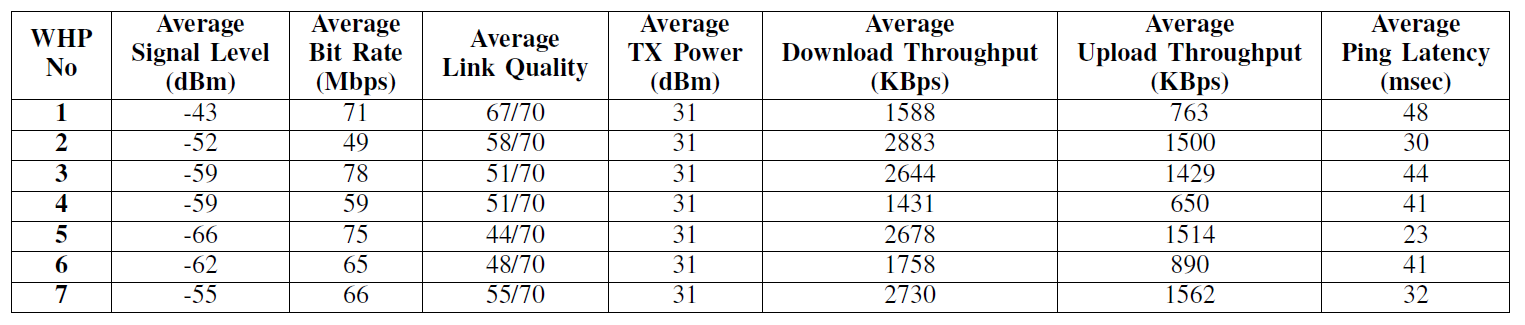 WHP No Average Signal Level (dBm) Average Bit Rate (Mbps) Average Link Quality Average TX Power (dBm) Average Download Throughput (KBps) Average Upload Throughput (KBps) Average Ping Latency (msec)
1 -43 71 67/70 31 1588 763 48
2 -52 49 58/70 31 2883 1500 30
3 -59 78 51/70 31 2644 1429 44
4 -59 59 51/70 31 1431 650 41
5 -66 75 44/70 31 2678 1514 23
6 -62 65 48/70 31 1758 890 41
7 -55 66 55/70 31 2730 1562 32